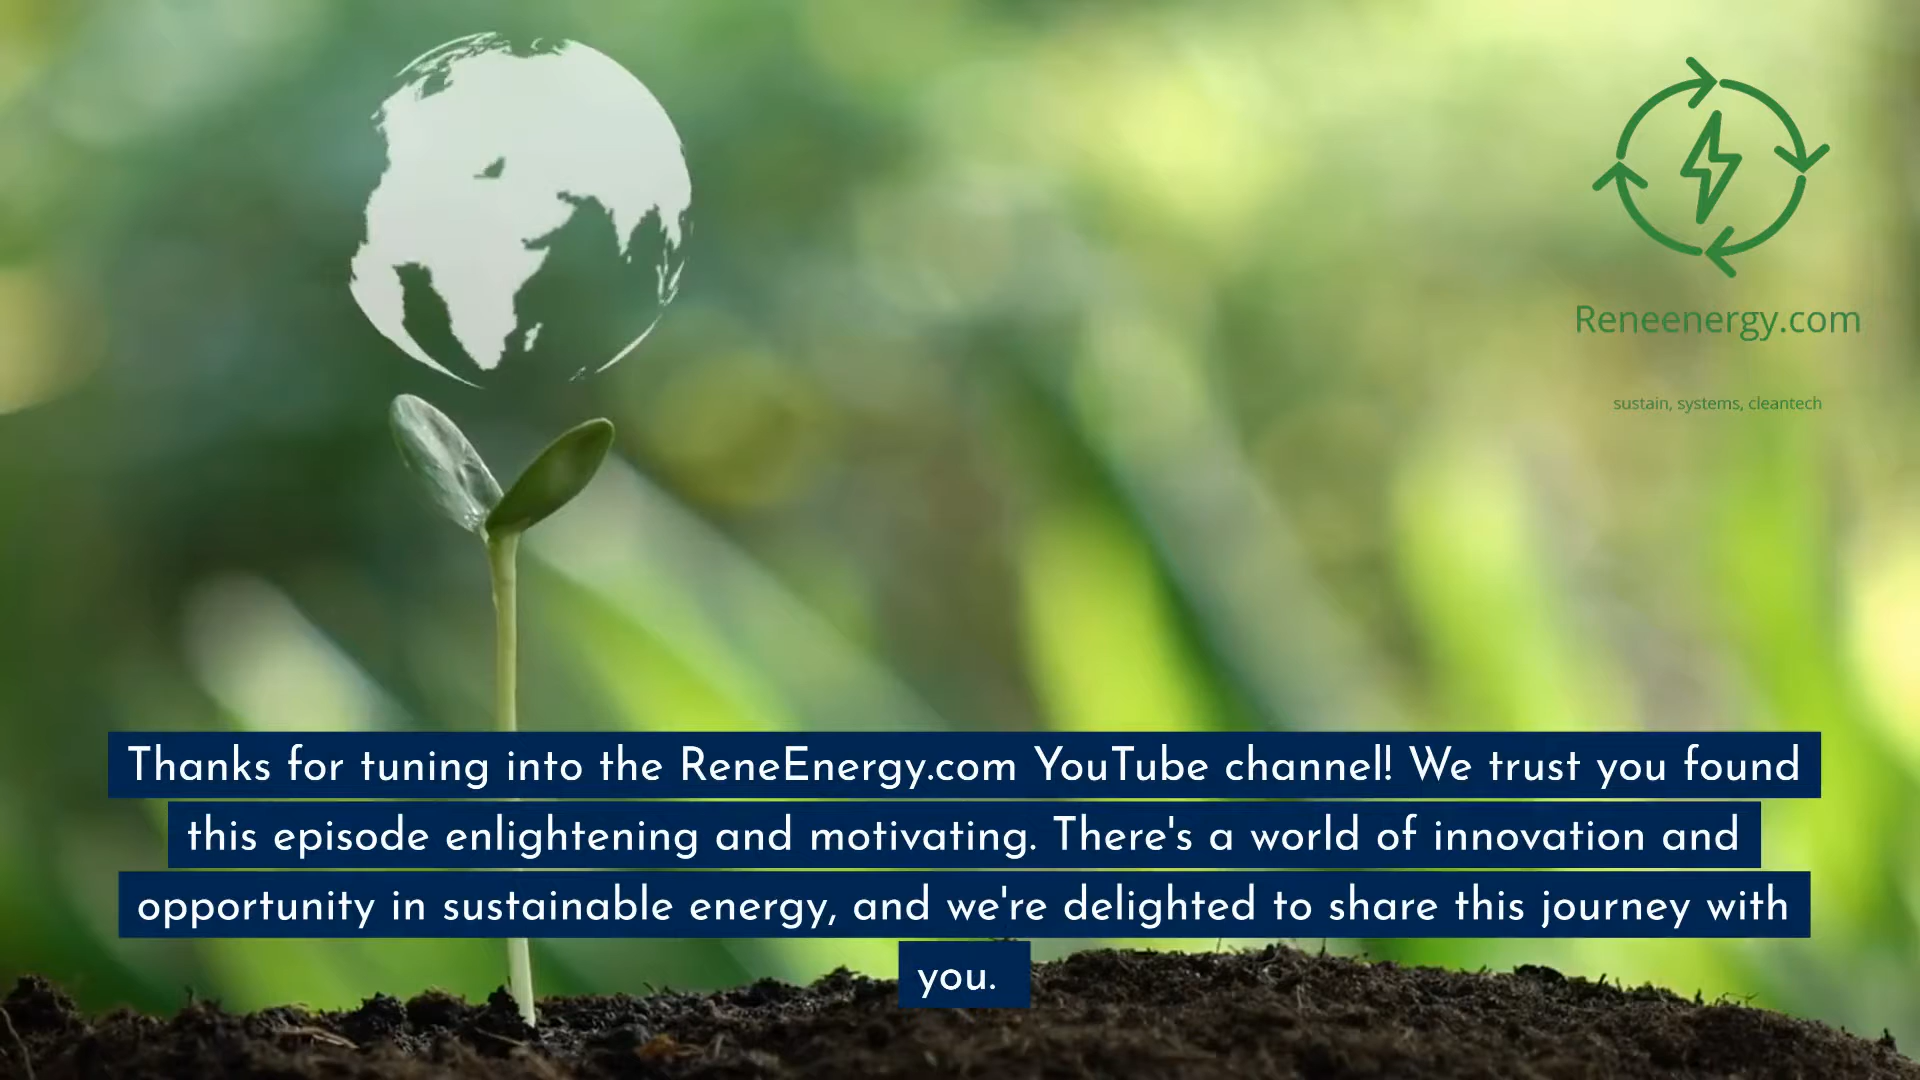 Reneenergy.com
sustain, systems, cleantech
Thanks for tuning into the ReneEnergy.com YouTube channel! We trust you found
this episode enlightening and motivating. There's a world of innovation and
opportunity in sustainable energy, and we're delighted to share this journey with
you.